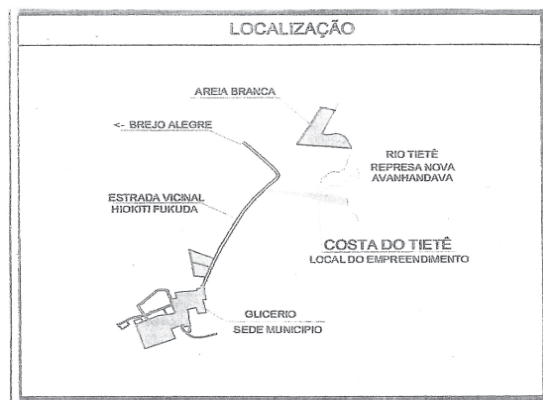 LOCALIZAÇÃO
AREIA BRANCA
<- BREJO ALEGRE
RIO TIETÊ
REPRESA NOVA
AVANHANDAVA
ESTRADA VICINAL
HIOKITI FUKUDA
COSTA DO TIETÊ
LOCAL DO EMPREENDIMENTO
GLICERIO
SEDE MUNICIPIO